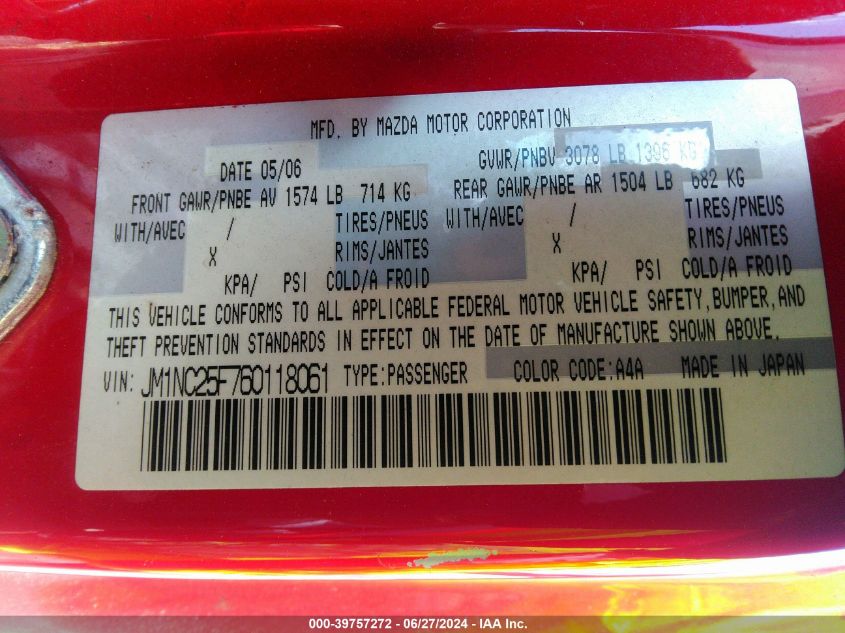 MFD. BY MAZDA MOTOR CORPORATION
DATE 05/06 GVWR/PNBV 3078 LB 1396 KG
FRONT GAWR/PNBE AV 1574 LB 714 KG REAR GAWR/PNBE AR 1504 LB 682 KG
WITH/AVEC / TIRES/PNEUS WITH/AVEC / TIRES/PNEUS
X RIMS/JANTES X RIMS/JANTES
KPA/ PSI COLD/A FROID KPA/ PSI COLD/A FROID
THIS VEHICLE CONFORMS TO ALL APPLICABLE FEDERAL MOTOR VEHICLE SAFETY, BUMPER, AND
THEFT PREVENTION STANDARDS IN EFFECT ON THE DATE OF MANUFACTURE SHOWN ABOVE.
VIN: JM1NC25F760118061 TYPE:PASSENGER COLOR CODE:A4A MADE IN JAPAN
000-39757272 - 06/27/2024 - IAA Inc.